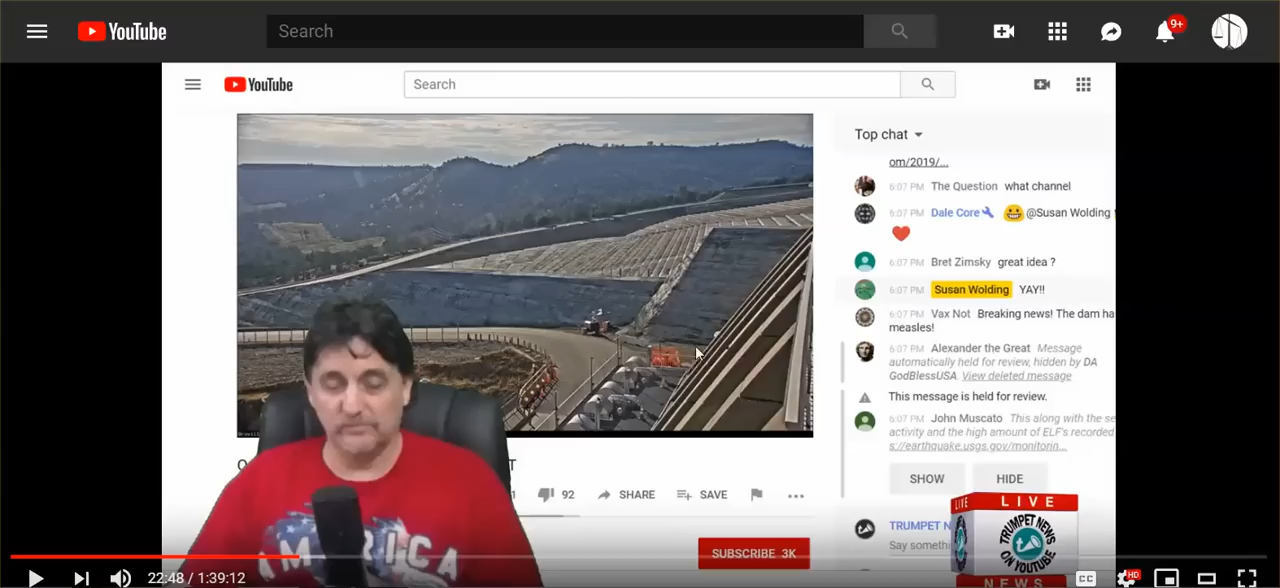 YouTube
Search
9+
YouTube
Search
Top chat
om/2019/...
6:07 PM The Question what channel
6:07 PM Dale Core @Susan Wolding
6:07 PM Bret Zimsky great idea ?
6:07 PM Susan Wolding YAY!!
6:07 PM Vax Not Breaking news! The dam ha
measles!
6:07 PM Alexander the Great Message
automatically held for review, hidden by DA
GodBlessUSA View deleted message
This message is held for review.
6:07 PM John Muscato This along with the se
activity and the high amount of ELF's recorded
s://earthquake.usgs.gov/monitorin...
SHOW HIDE
T
92 SHARE SAVE
LIVE LIVE
TRUMPET NEWS
ON YOUTUBE
NEWS
TRUMPET N
Say someth
SUBSCRIBE 3K
AM RICA
22:48 / 1:39:12
CC
HD